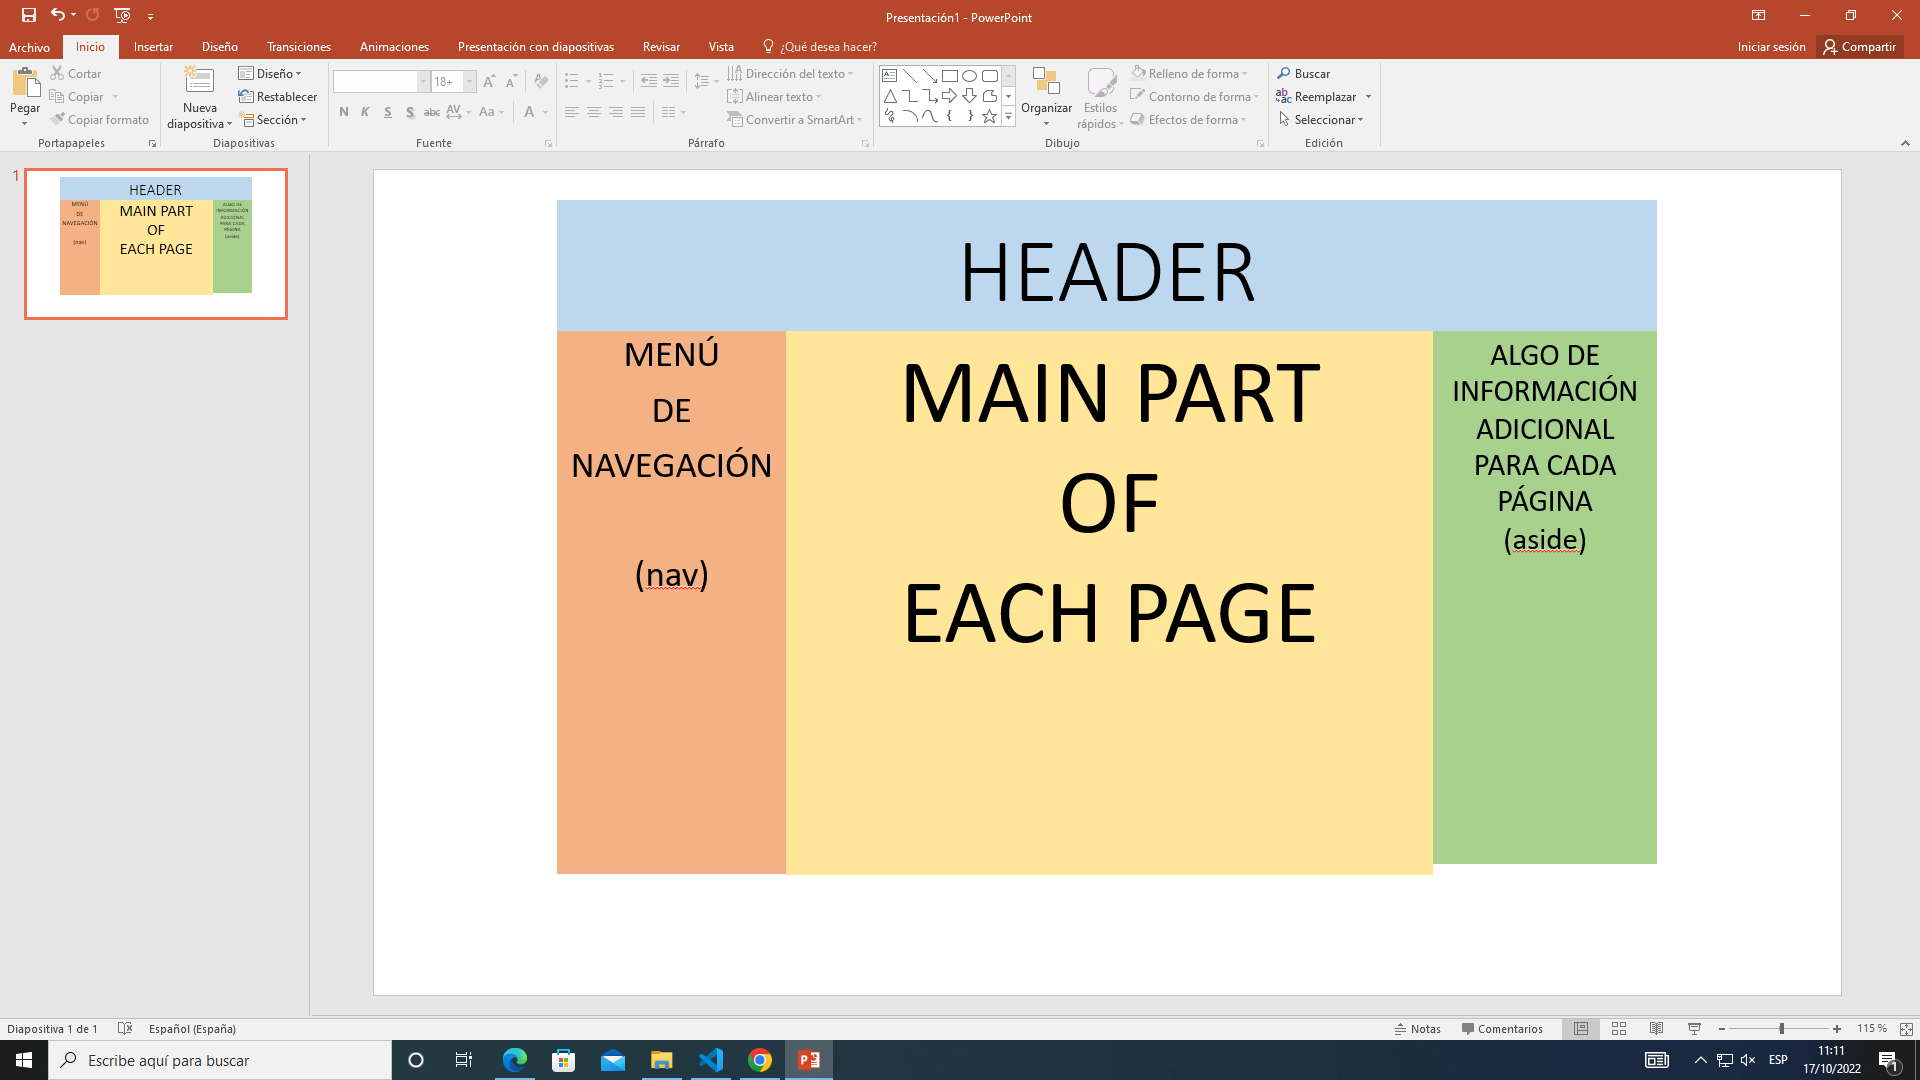 Presentación1 - PowerPoint
Archivo Inicio Insertar Diseño Transiciones Animaciones Presentación con diapositivas Revisar Vista ¿Qué desea hacer? Iniciar sesión Compartir
Pegar
Cortar
Copiar
Copiar formato
Portapapeles
Nueva
diapositiva
Diseño
Restablecer
Sección
Diapositivas
18+
N K S S abc AV Aa A
Fuente
Dirección del texto
Alinear texto
Convertir a SmartArt
Párrafo
Organizar
Estilos
rápidos
Relleno de forma
Contorno de forma
Efectos de forma
Dibujo
Buscar
Reemplazar
Seleccionar
Edición
1
HEADER
MENÚ
DE
NAVEGACIÓN
(nav)
MAIN PART
OF
EACH PAGE
ALGO DE
INFORMACIÓN
ADICIONAL
PARA CADA
PÁGINA
(aside)
HEADER
MENÚ
DE
NAVEGACIÓN
(nav)
MAIN PART
OF
EACH PAGE
ALGO DE
INFORMACIÓN
ADICIONAL
PARA CADA
PÁGINA
(aside)
Diapositiva 1 de 1 Español (España) Notas Comentarios 115 %
Escribe aquí para buscar
ESP
11:11
17/10/2022
1